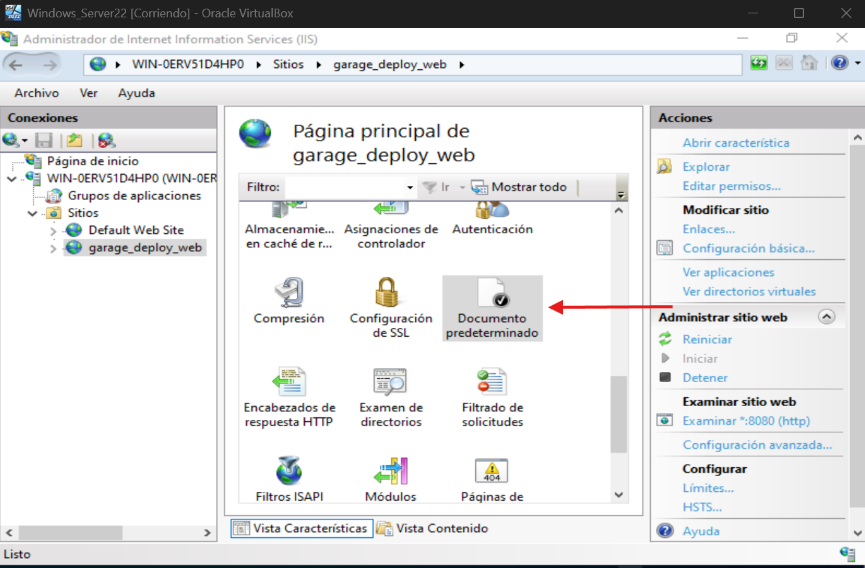 Windows_Server22 [Corriendo] - Oracle VirtualBox
Administrador de Internet Information Services (IIS)
WIN-0ERV51D4HP0 Sitios garage_deploy_web
Archivo Ver Ayuda
Conexiones
Página de inicio
WIN-0ERV51D4HP0 (WIN-0ER
Grupos de aplicaciones
Sitios
Default Web Site
garage_deploy_web
Página principal de
garage_deploy_web
Filtro: Ir Mostrar todo
Almacenamie...
en caché de r...
Asignaciones de
controlador
Autenticación
Compresión
Configuración
de SSL
Documento
predeterminado
Encabezados de
respuesta HTTP
Examen de
directorios
Filtrado de
solicitudes
Filtros ISAPI
Módulos
404
Páginas de
Vista Características
Vista Contenido
Acciones
Abrir característica
Explorar
Editar permisos...
Modificar sitio
Enlaces...
Configuración básica...
Ver aplicaciones
Ver directorios virtuales
Administrar sitio web
Reiniciar
Iniciar
Detener
Examinar sitio web
Examinar *:8080 (http)
Configuración avanzada...
Configurar
Límites...
HSTS...
Ayuda
Listo